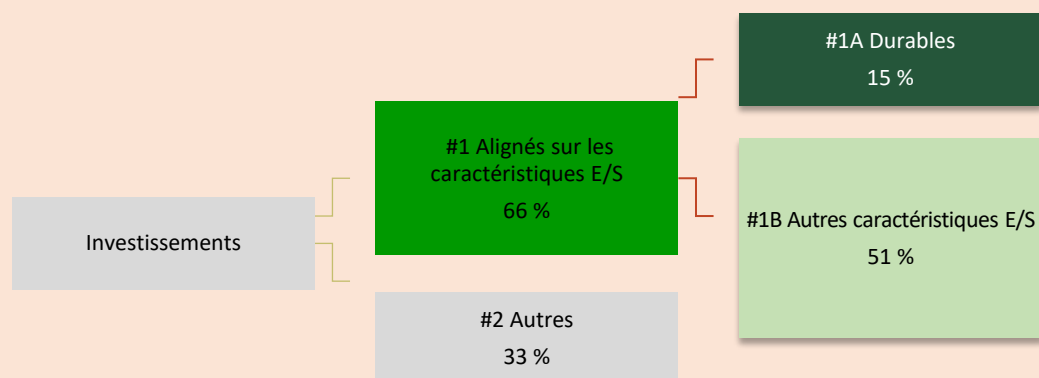 Investissements
#1 Alignés sur les
caractéristiques E/S
66 %
#2 Autres
33 %
#1A Durables
15 %
#1B Autres caractéristiques E/S
51 %